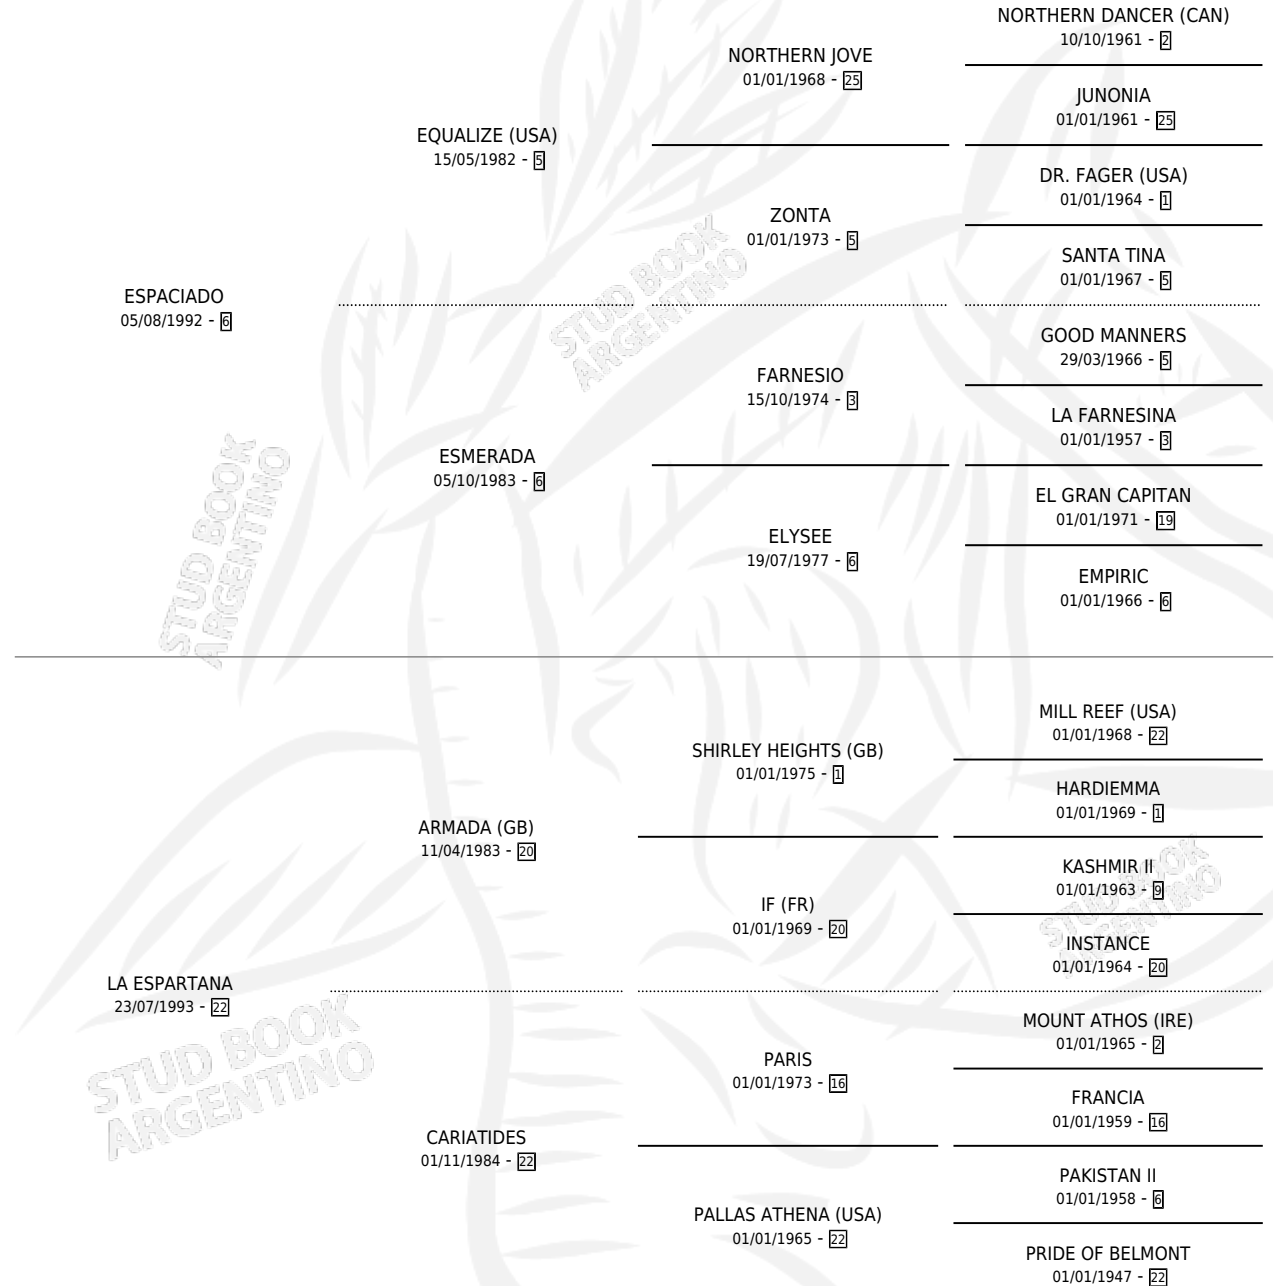 NORTHERN DANCER (CAN)
10/10/1961 - 2
NORTHERN JOVE
01/01/1968 - 25
JUNONIA
01/01/1961 - 25
EQUALIZE (USA)
15/05/1982 - 5
DR. FAGER (USA)
01/01/1964 - 1
ZONTA
01/01/1973 - 5
SANTA TINA
01/01/1967 - 5
ESPACIADO
05/08/1992 - 6
GOOD MANNERS
29/03/1966 - 5
FARNESIO
15/10/1974 - 3
LA FARNESINA
01/01/1957 - 3
ESMERADA
05/10/1983 - 6
EL GRAN CAPITAN
01/01/1971 - 19
ELYSEE
19/07/1977 - 6
EMPIRIC
01/01/1966 - 6
MILL REEF (USA)
01/01/1968 - 22
SHIRLEY HEIGHTS (GB)
01/01/1975 - 1
HARDIEMMA
01/01/1969 - 1
ARMADA (GB)
11/04/1983 - 20
KASHMIR II
01/01/1963 - 9
IF (FR)
01/01/1969 - 20
INSTANCE
01/01/1964 - 20
LA ESPARTANA
23/07/1993 - 22
MOUNT ATHOS (IRE)
01/01/1965 - 2
PARIS
01/01/1973 - 16
FRANCIA
01/01/1959 - 16
CARIATIDES
01/11/1984 - 22
PAKISTAN II
01/01/1958 - 6
PALLAS ATHENA (USA)
01/01/1965 - 22
PRIDE OF BELMONT
01/01/1947 - 22
STUD BOOK
ARGENTINO
STUD BOOK
ARGENTINO
STUD BOOK
ARGENTINO
STUD BOOK
ARGENTINO